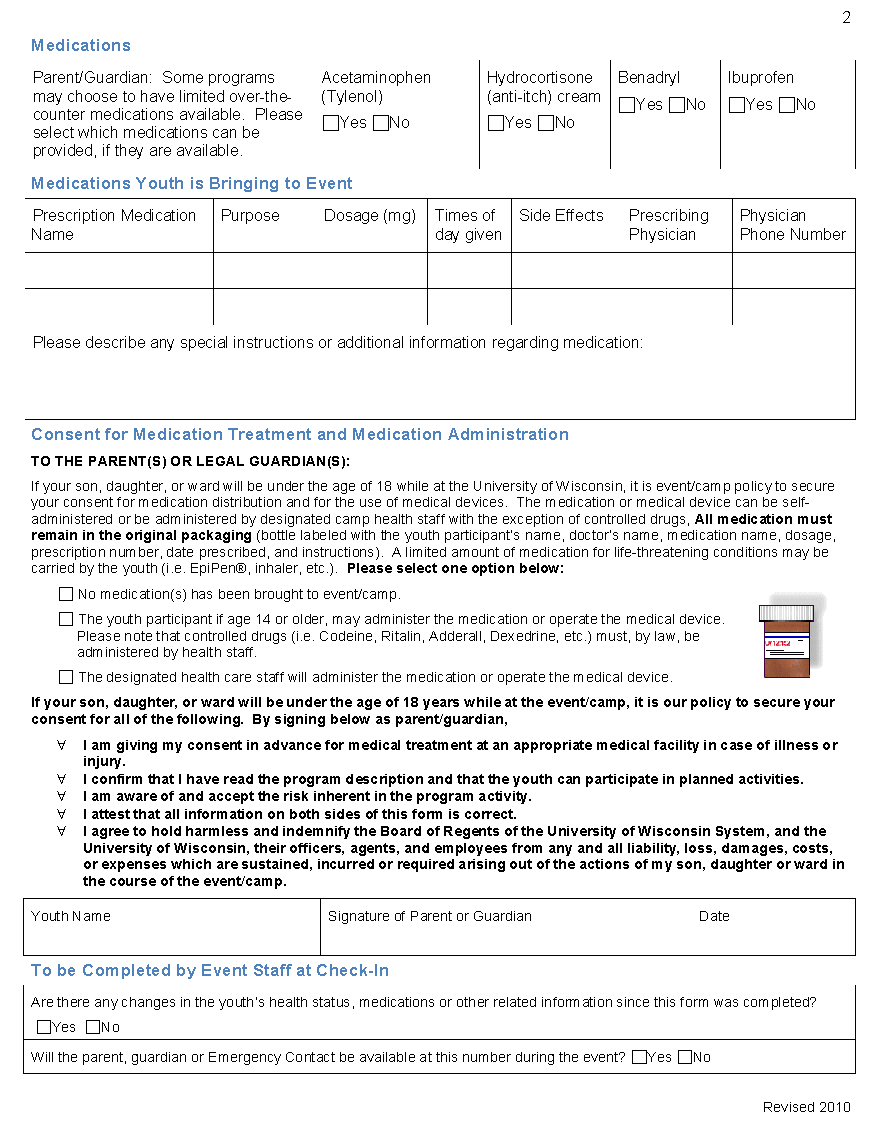 2
Medications
Parent/Guardian: Some programs
may choose to have limited over-the-
counter medications available. Please
select which medications can be
provided, if they are available.
Acetaminophen
(Tylenol)
☐Yes ☐No
Hydrocortisone
(anti-itch) cream
☐Yes ☐No
Benadryl
☐Yes ☐No
Ibuprofen
☐Yes ☐No
Medications Youth is Bringing to Event
Prescription Medication
Name
Purpose
Dosage (mg)
Times of
day given
Side Effects
Prescribing
Physician
Physician
Phone Number
Please describe any special instructions or additional information regarding medication:
Consent for Medication Treatment and Medication Administration
TO THE PARENT(S) OR LEGAL GUARDIAN(S):
If your son, daughter, or ward will be under the age of 18 while at the University of Wisconsin, it is event/camp policy to secure
your consent for medication distribution and for the use of medical devices. The medication or medical device can be self-
administered or be administered by designated camp health staff with the exception of controlled drugs, All medication must
remain in the original packaging (bottle labeled with the youth participant's name, doctor's name, medication name, dosage,
prescription number, date prescribed, and instructions). A limited amount of medication for life-threatening conditions may be
carried by the youth (i.e. EpiPen®, inhaler, etc.). Please select one option below:
☐ No medication(s) has been brought to event/camp.
☐ The youth participant if age 14 or older, may administer the medication or operate the medical device.
Please note that controlled drugs (i.e. Codeine, Ritalin, Adderall, Dexedrine, etc.) must, by law, be
administered by health staff.
☐ The designated health care staff will administer the medication or operate the medical device.
If your son, daughter, or ward will be under the age of 18 years while at the event/camp, it is our policy to secure your
consent for all of the following. By signing below as parent/guardian,
∀ I am giving my consent in advance for medical treatment at an appropriate medical facility in case of illness or
injury.
∀ I confirm that I have read the program description and that the youth can participate in planned activities.
∀ I am aware of and accept the risk inherent in the program activity.
∀ I attest that all information on both sides of this form is correct.
∀ I agree to hold harmless and indemnify the Board of Regents of the University of Wisconsin System, and the
University of Wisconsin, their officers, agents, and employees from any and all liability, loss, damages, costs,
or expenses which are sustained, incurred or required arising out of the actions of my son, daughter or ward in
the course of the event/camp.
Youth Name
Signature of Parent or Guardian
Date
To be Completed by Event Staff at Check-In
Are there any changes in the youth's health status, medications or other related information since this form was completed?
☐Yes ☐No
Will the parent, guardian or Emergency Contact be available at this number during the event? ☐Yes ☐No
Revised 2010